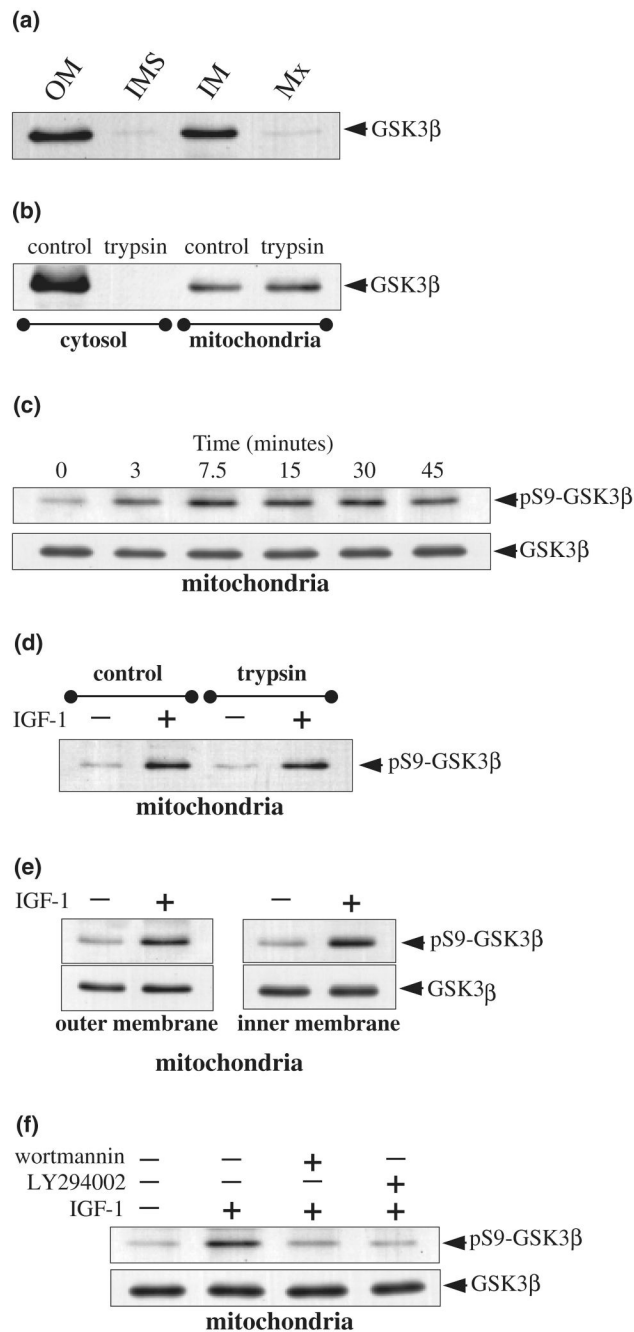 (a)
OM IMS IM Mx
GSK3β
(b)
control trypsin control trypsin
GSK3β
cytosol mitochondria
(c)
Time (minutes)
0 3 7.5 15 30 45
pS9-GSK3β
GSK3β
mitochondria
(d)
control trypsin
IGF-1 − + − +
pS9-GSK3β
mitochondria
(e)
IGF-1 − + − +
pS9-GSK3β
GSK3β
outer membrane inner membrane
mitochondria
(f)
wortmannin − − + −
LY294002 − − − +
IGF-1 − + + +
pS9-GSK3β
GSK3β
mitochondria